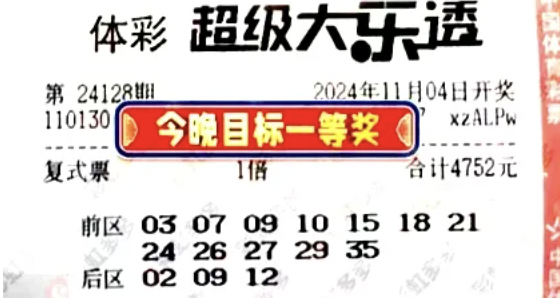 体彩 超级大乐透
第 24128期 2024年11月04日开奖
110130 xzALPw
今晚目标一等奖
复式票 1倍 合计4752元
前区 03 07 09 10 15 18 21
24 26 27 29 35
后区 02 09 12